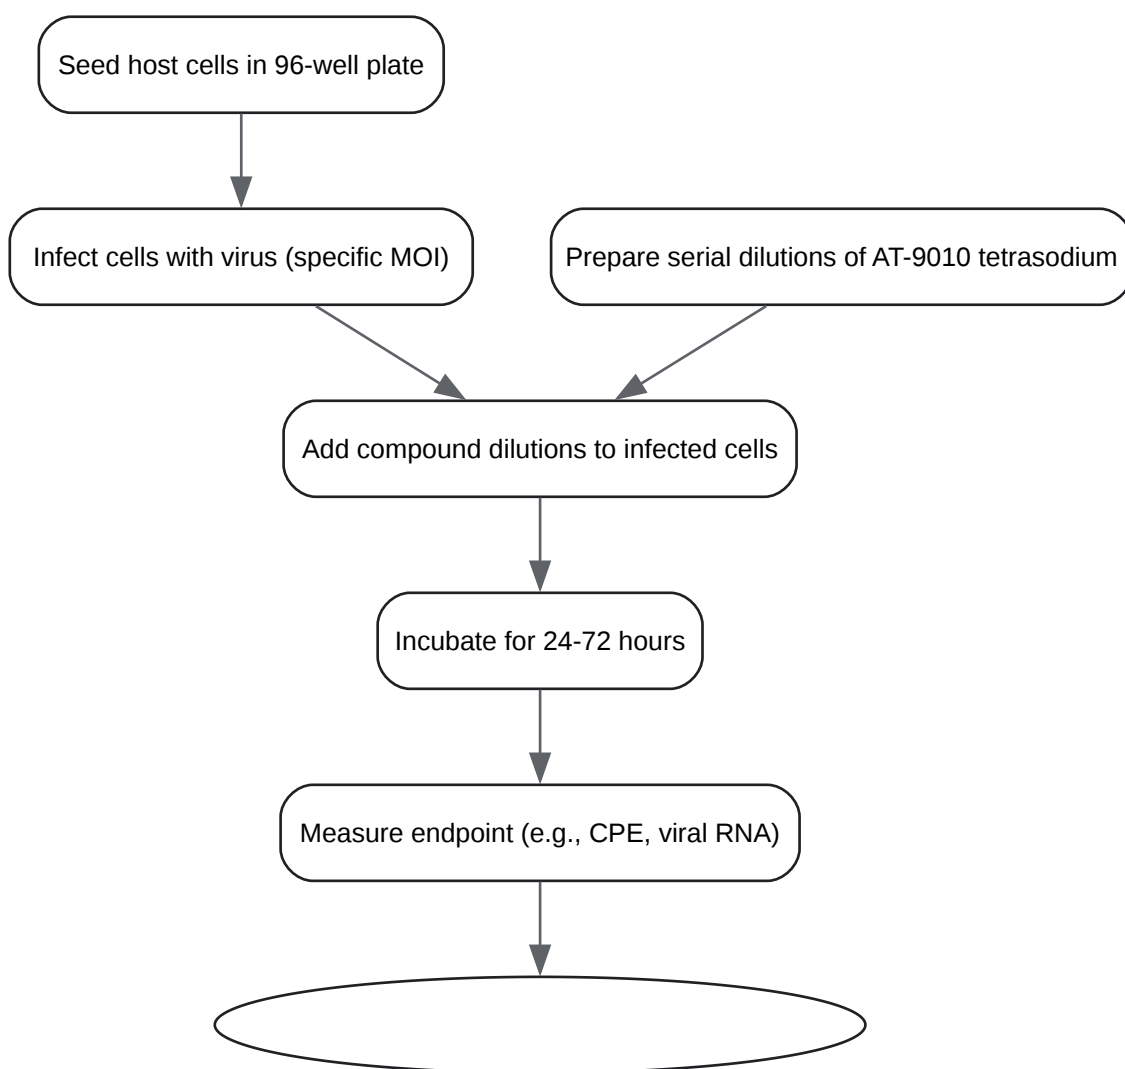 Seed host cells in 96-well plate
Infect cells with virus (specific MOI)
Prepare serial dilutions of AT-9010 tetrasodium
Add compound dilutions to infected cells
Incubate for 24-72 hours
Measure endpoint (e.g., CPE, viral RNA)